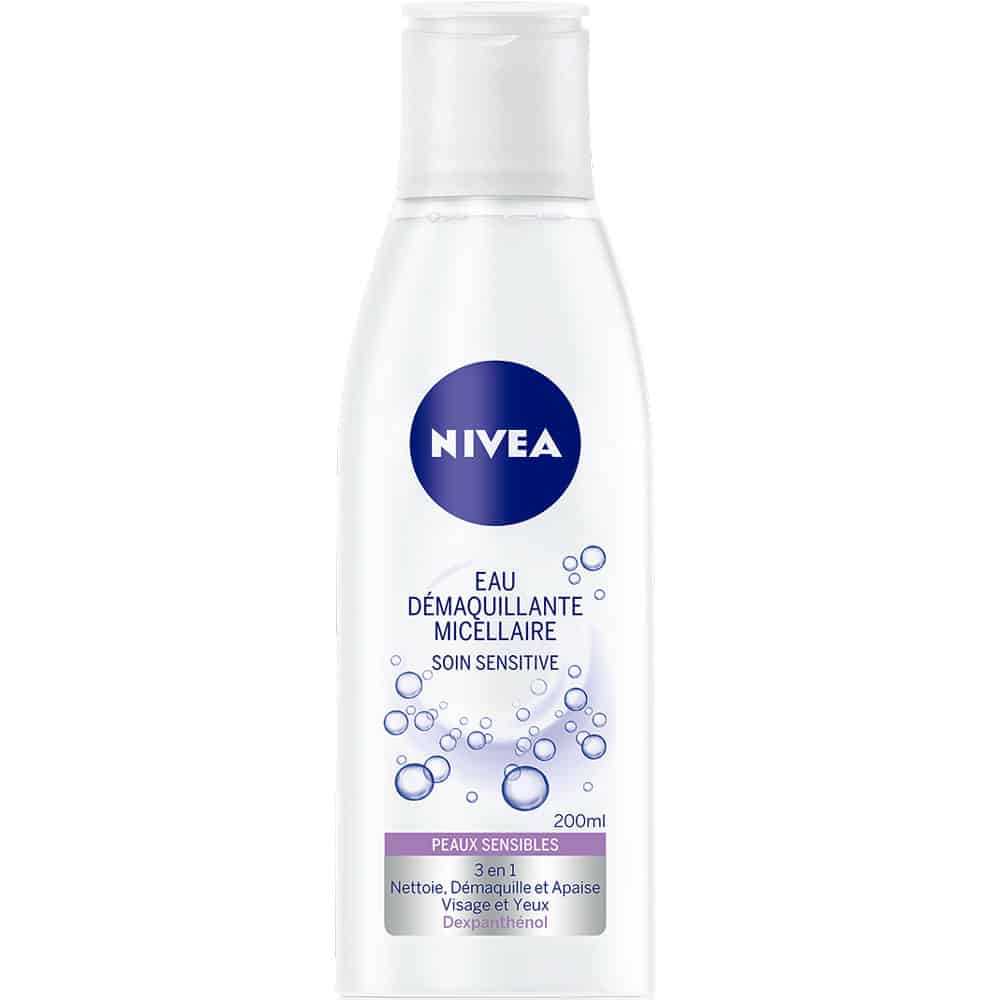 NIVEA
EAU
DÉMAQUILLANTE
MICELLAIRE
SOIN SENSITIVE
200ml
PEAUX SENSIBLES
3 en 1
Nettoie, Démaquille et Apaise
Visage et Yeux
Dexpanthénol